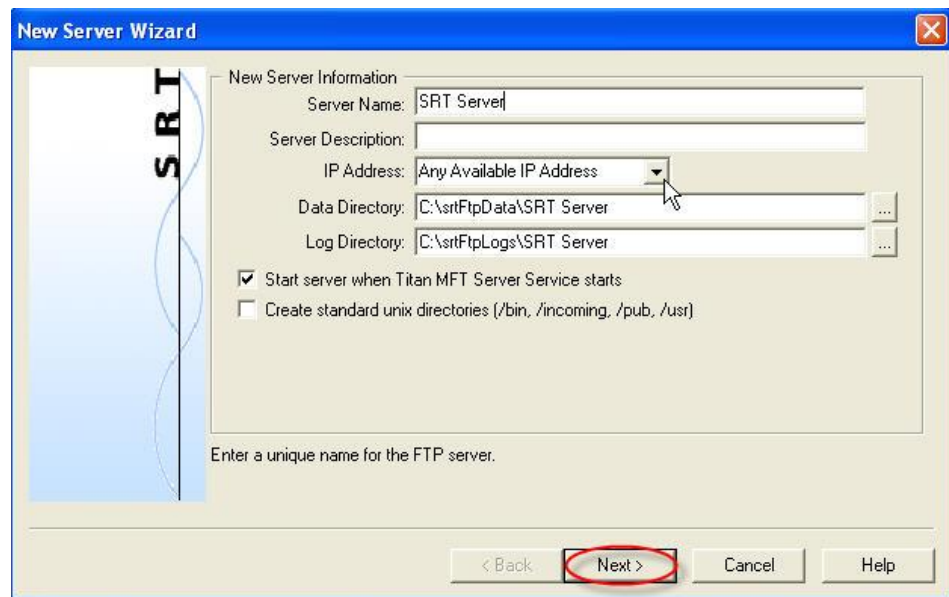 New Server Wizard
SRT
New Server Information
Server Name: SRT Server
Server Description:
IP Address: Any Available IP Address
Data Directory: C:\srtFtpData\SRT Server ...
Log Directory: C:\srtFtpLogs\SRT Server ...
Start server when Titan MFT Server Service starts
Create standard unix directories (/bin, /incoming, /pub, /usr)
Enter a unique name for the FTP server.
< Back Next > Cancel Help